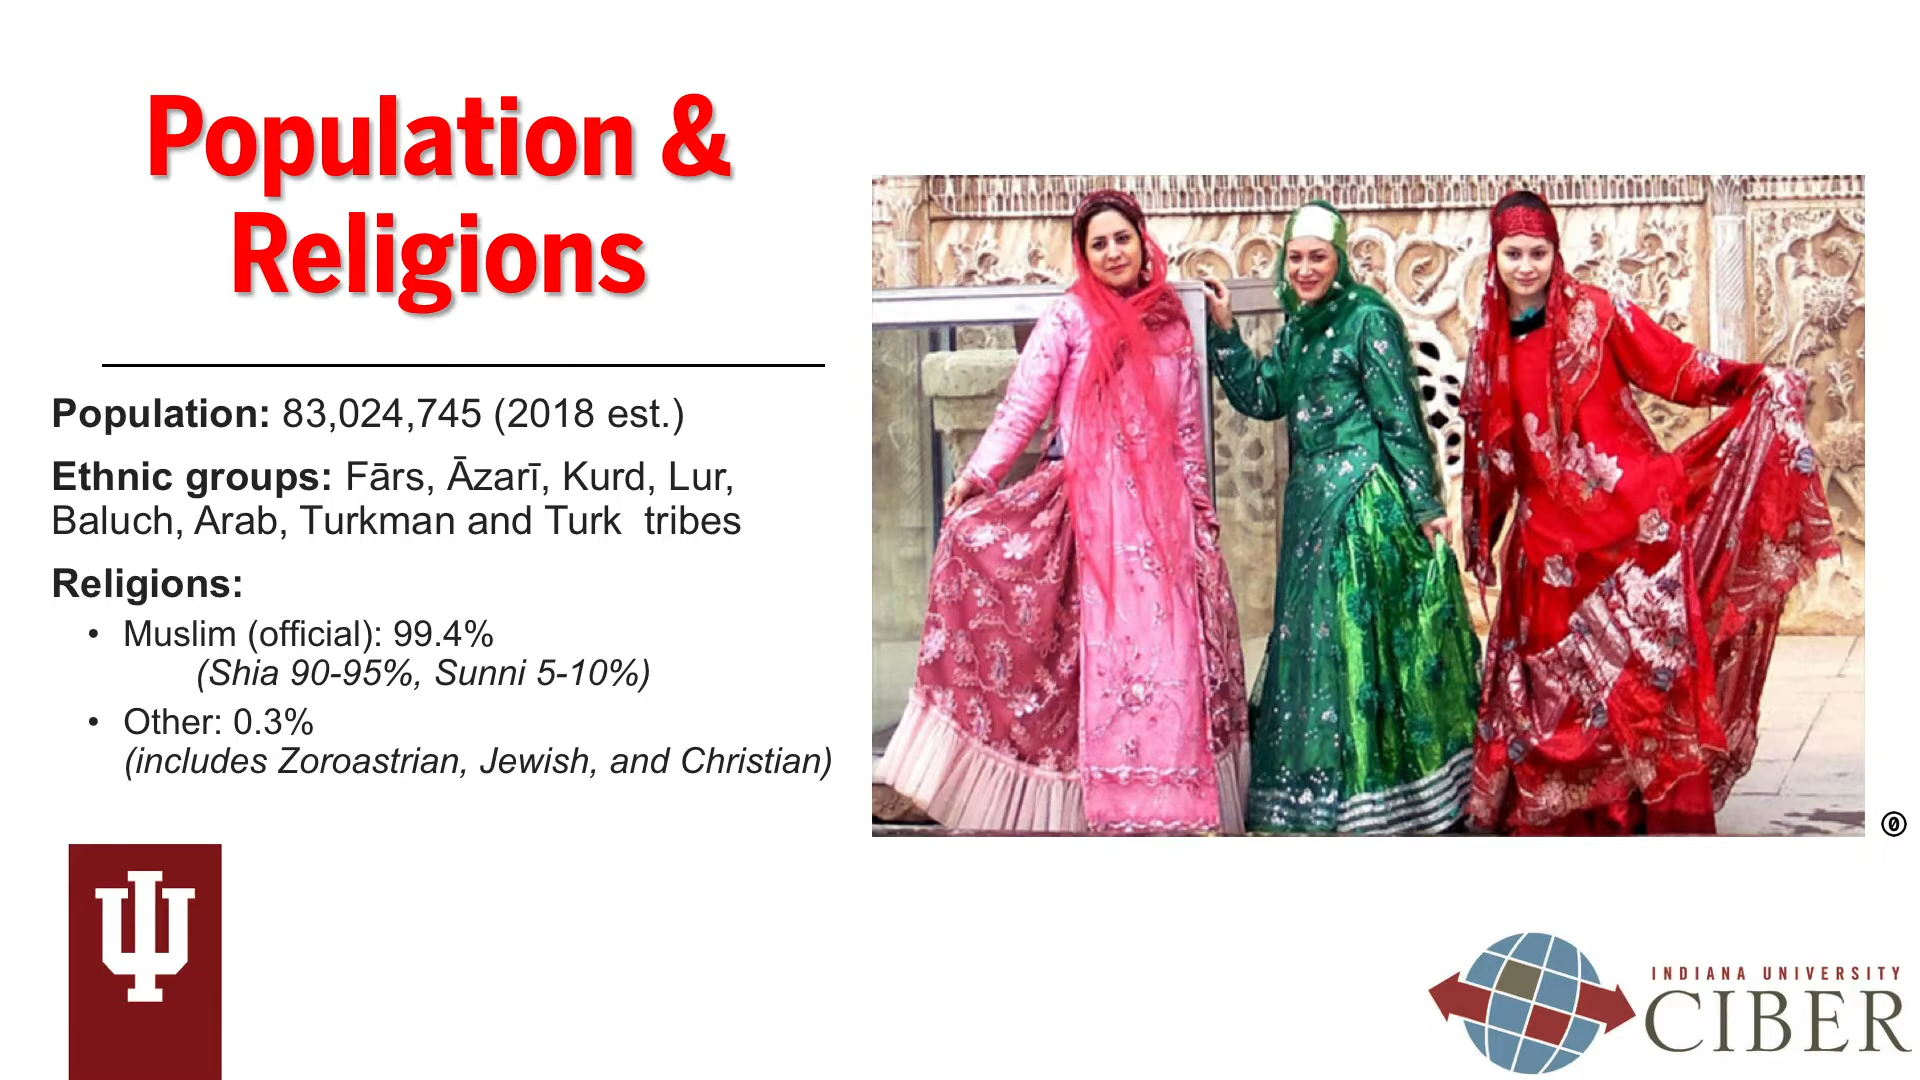 Population &
Religions
Population: 83,024,745 (2018 est.)
Ethnic groups: Fārs, Āzarī, Kurd, Lur,
Baluch, Arab, Turkman and Turk  tribes
Religions:
• Muslim (official): 99.4%
(Shia 90-95%, Sunni 5-10%)
• Other: 0.3%
(includes Zoroastrian, Jewish, and Christian)
INDIANA UNIVERSITY
CIBER